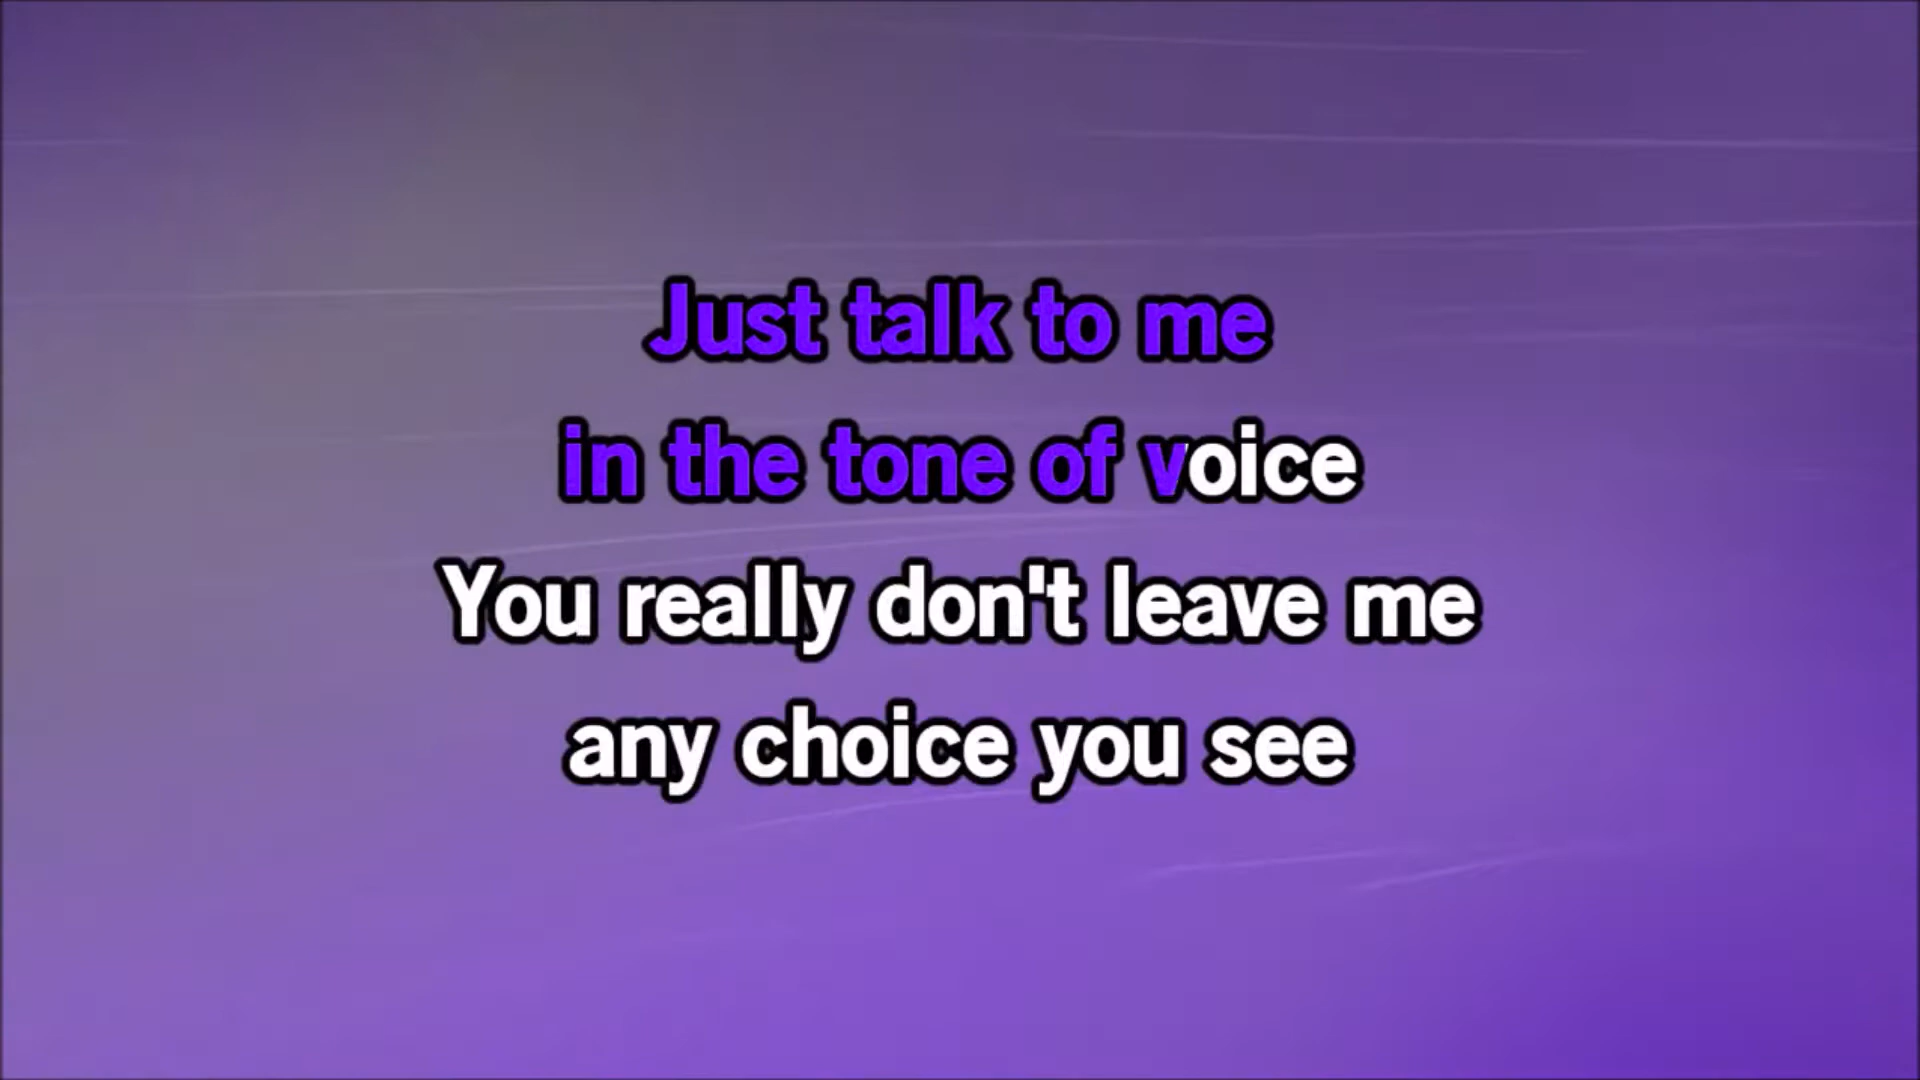 Just talk to me
in the tone of voice
You really don't leave me
any choice you see